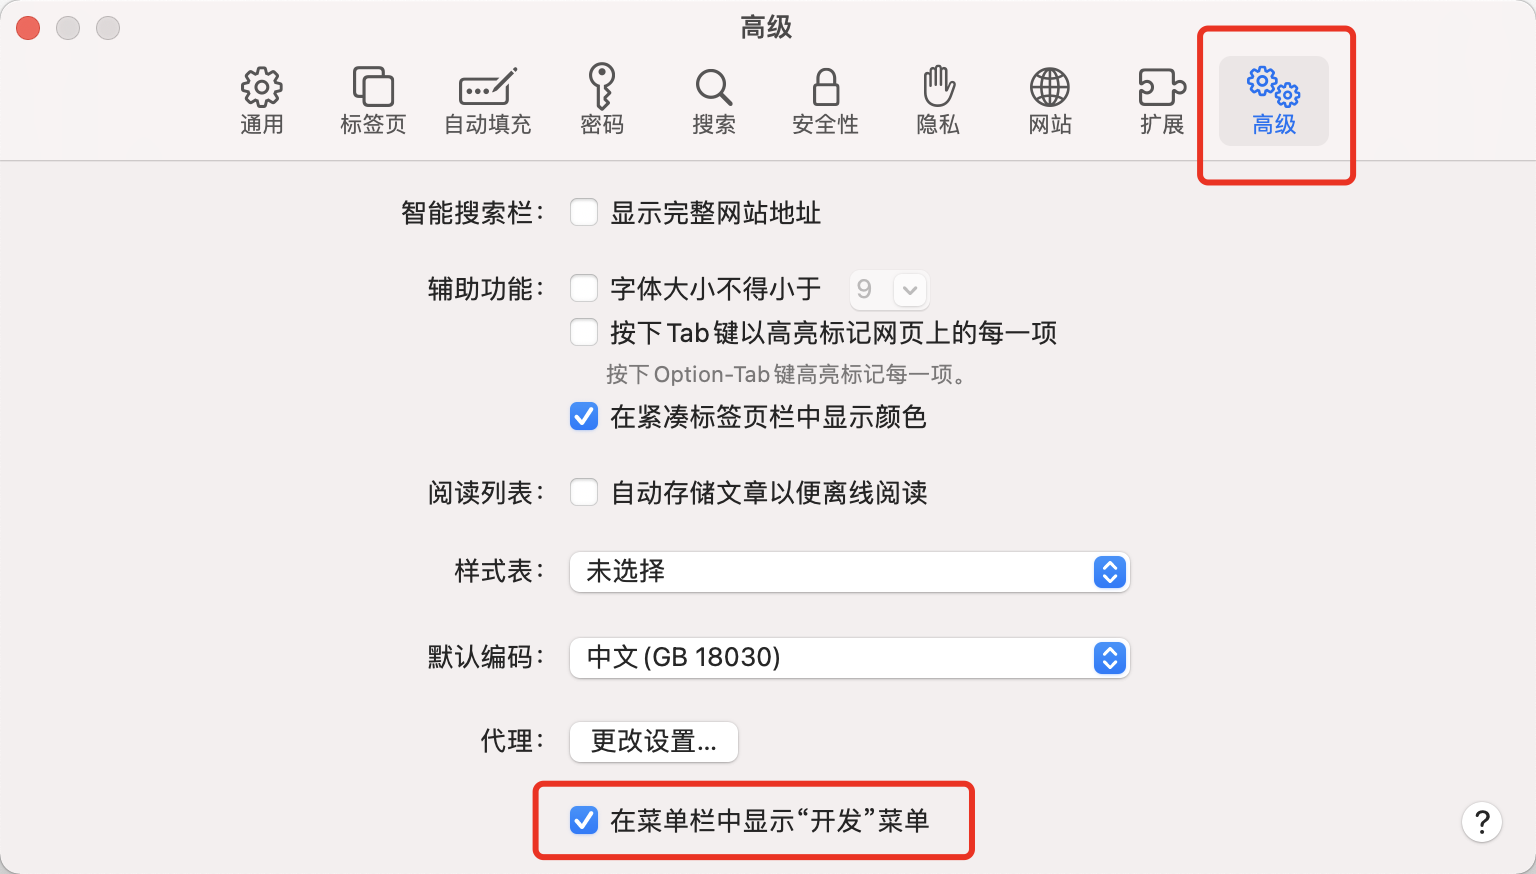 高级
通用 标签页 自动填充 密码 搜索 安全性 隐私 网站 扩展 高级
智能搜索栏： 显示完整网站地址
辅助功能： 字体大小不得小于 9
按下 Tab 键以高亮标记网页上的每一项
按下 Option-Tab 键高亮标记每一项。
在紧凑标签页栏中显示颜色
阅读列表： 自动存储文章以便离线阅读
样式表： 未选择
默认编码： 中文 (GB 18030)
代理： 更改设置...
在菜单栏中显示“开发”菜单
?